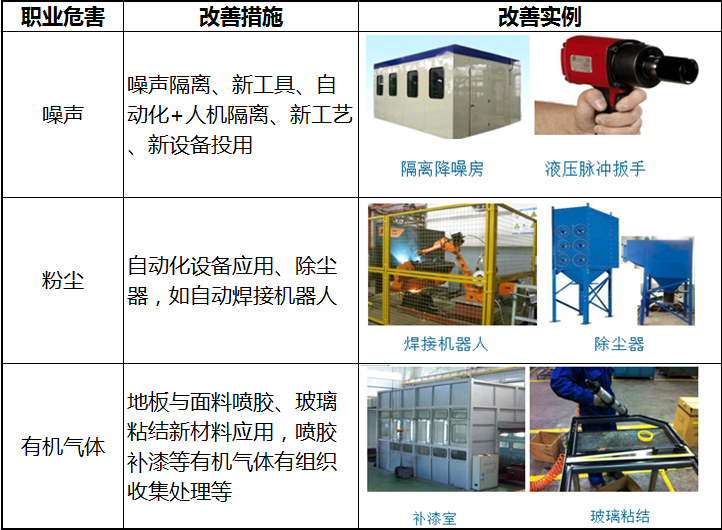 职业危害 改善措施 改善实例
噪声
噪声隔离、新工具、自
动化+人机隔离、新工艺
、新设备投用
隔离降噪房 液压脉冲扳手
粉尘
自动化设备应用、除尘
器，如自动焊接机器人
焊接机器人 除尘器
有机气体
地板与面料喷胶、玻璃
粘结新材料应用，喷胶
补漆等有机气体有组织
收集处理等
补漆室 玻璃粘结